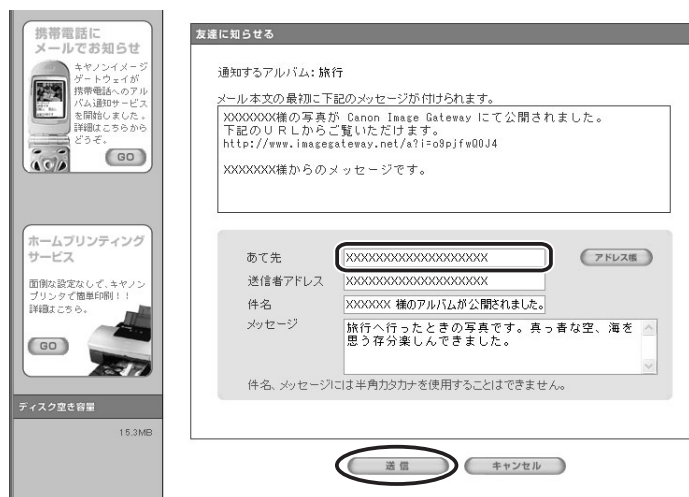 携帯電話に
メールでお知らせ
キヤノンイメージ
ゲートウェイが
携帯電話へのアル
バム通知サービス
を開始しました。
詳細はこちらから
どうぞ。
GO
ホームプリンティング
サービス
面倒な設定なしで、キヤノン
プリンタで簡単印刷！！
詳細はこちら。
GO
ディスク空き容量
15.3MB
友達に知らせる
通知するアルバム: 旅行
メール本文の最初に下記のメッセージが付けられます。
XXXXXXX様の写真が Canon Image Gateway にて公開されました。
下記のＵＲＬからご覧いただけます。
http://www.imagegateway.net/a?i=o9pjfwQ0J4
XXXXXXX様からのメッセージです。
あて先 XXXXXXXXXXXXXXXXXXX アドレス帳
送信者アドレス XXXXXXXXXXXXXXXXXXX
件名 XXXXXX 様のアルバムが公開されました。
メッセージ 旅行へ行ったときの写真です。真っ青な空、海を
思う存分楽しんできました。
件名、メッセージには半角カタカナを使用することはできません。
送信 キャンセル